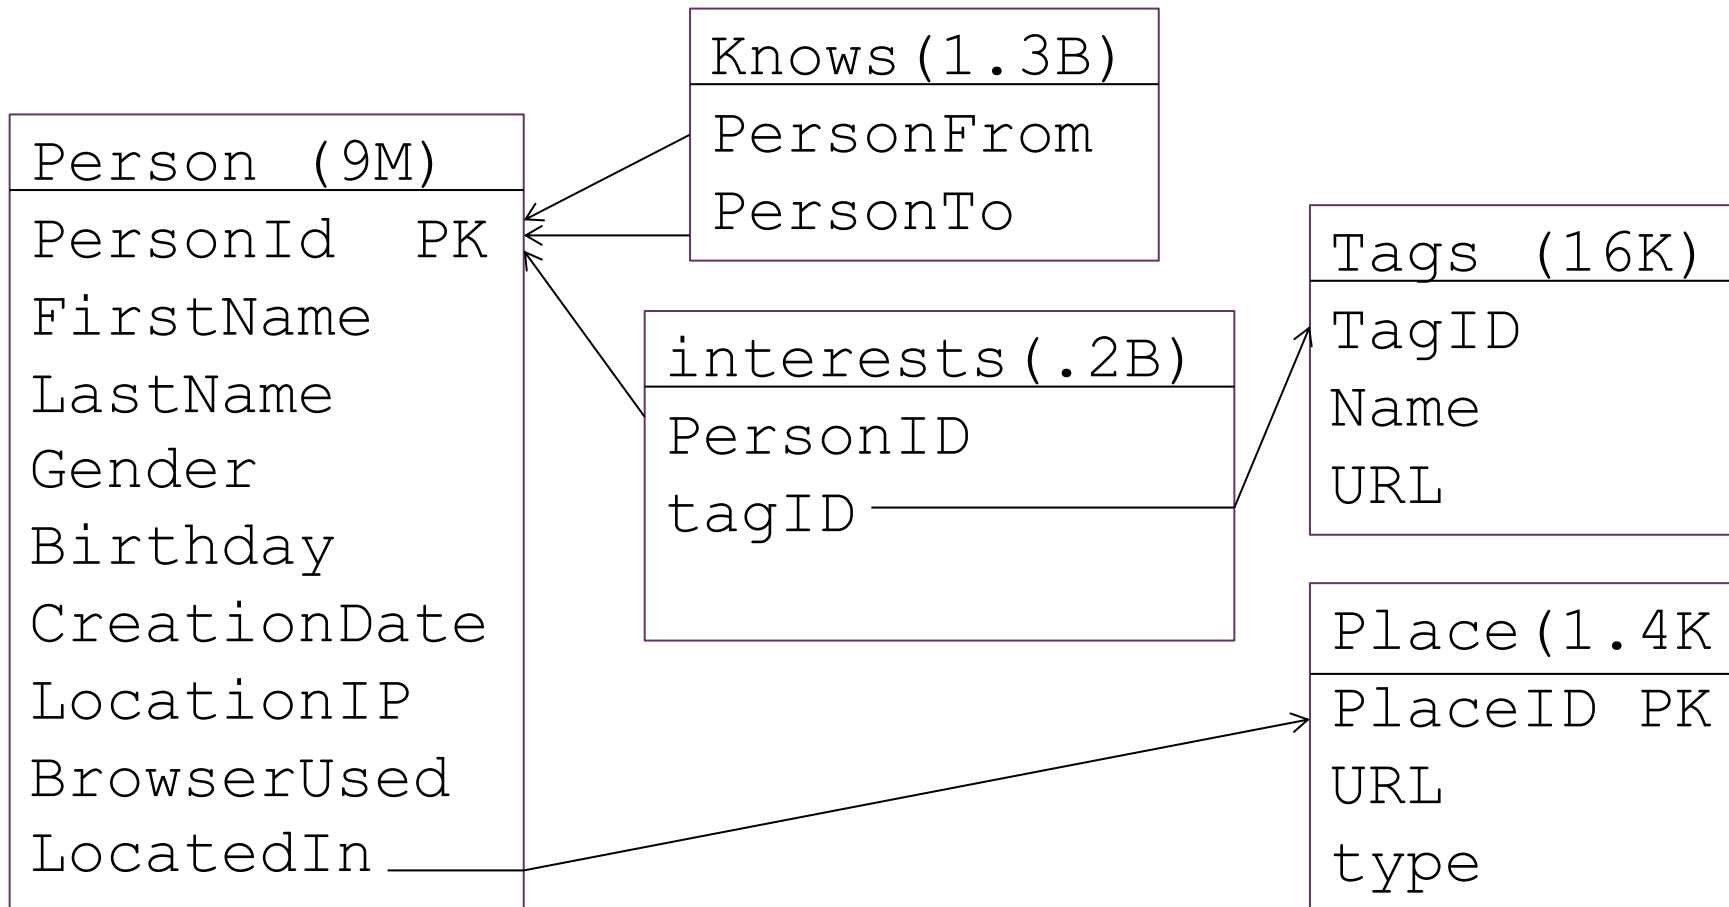 Knows(1.3B)
PersonFrom
PersonTo
Person (9M)
PersonId PK
FirstName
LastName
Gender
Birthday
CreationDate
LocationIP
BrowserUsed
LocatedIn
interests(.2B)
PersonID
tagID
Tags (16K)
TagID
Name
URL
Place(1.4K
PlaceID PK
URL
type